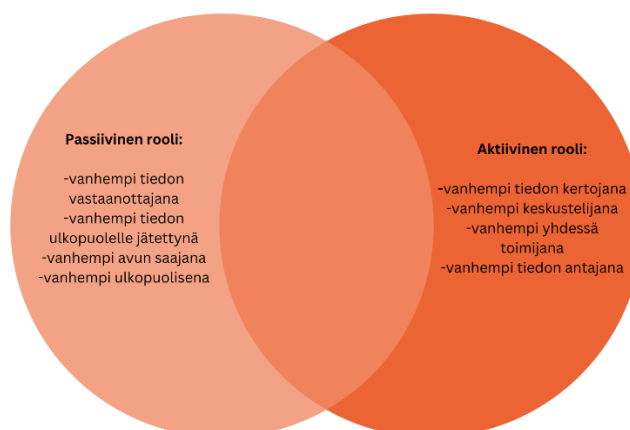 Passiivinen rooli:
-vanhempi tiedon
vastaanottajana
-vanhempi tiedon
ulkopuolelle jätettynä
-vanhempi avun saajana
-vanhempi ulkopuolisena
Aktiivinen rooli:
-vanhempi tiedon kertojana
-vanhempi keskustelijana
-vanhempi yhdessä
toimijana
-vanhempi tiedon antajana